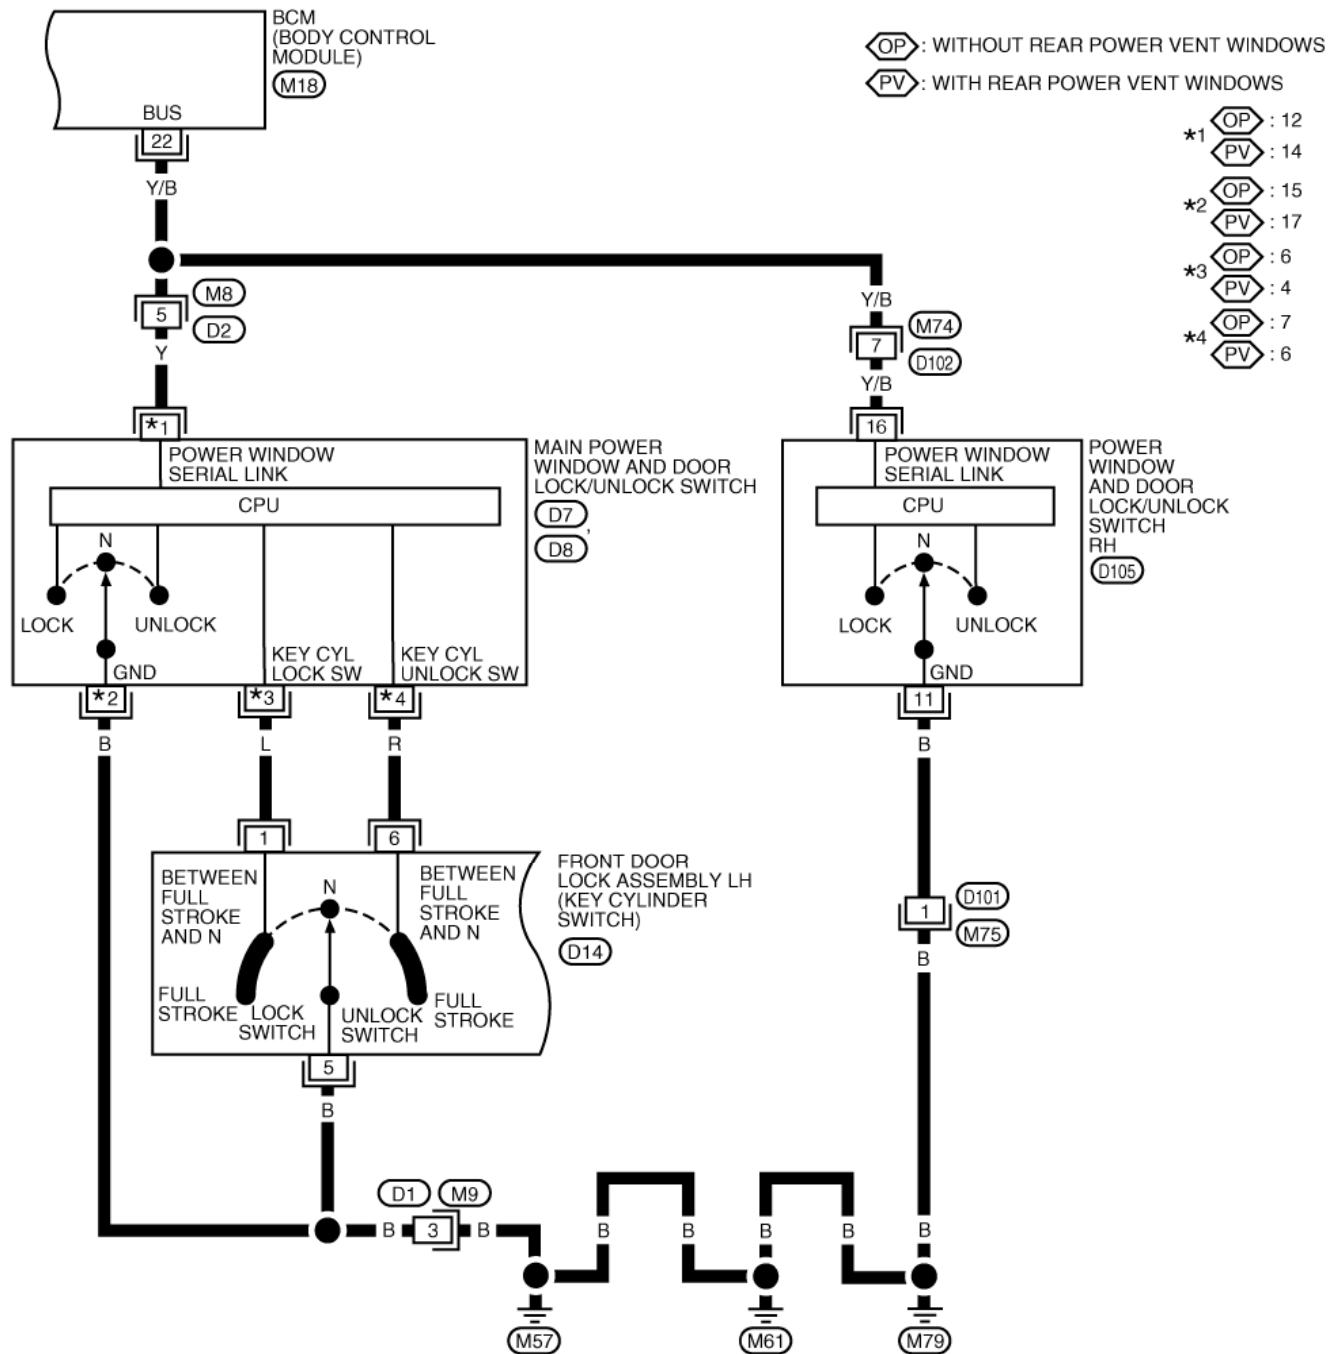 BCM
(BODY CONTROL
MODULE)
M18
BUS
22
Y/B
OP : WITHOUT REAR POWER VENT WINDOWS
PV : WITH REAR POWER VENT WINDOWS
*1 OP : 12
PV : 14
*2 OP : 15
PV : 17
*3 OP : 6
PV : 4
*4 OP : 7
PV : 6
M8
5
D2
Y
Y/B
M74
7
D102
Y/B
*1
POWER WINDOW
SERIAL LINK
CPU
N
LOCK
UNLOCK
GND
KEY CYL
LOCK SW
KEY CYL
UNLOCK SW
MAIN POWER
WINDOW AND DOOR
LOCK/UNLOCK SWITCH
D7 ,
D8
16
POWER WINDOW
SERIAL LINK
CPU
N
LOCK
UNLOCK
GND
11
POWER
WINDOW
AND DOOR
LOCK/UNLOCK
SWITCH
RH
D105
*2
*3
*4
B
L
R
B
1
6
BETWEEN
FULL
STROKE
AND N
N
BETWEEN
FULL
STROKE
AND N
FULL
STROKE
LOCK
SWITCH
UNLOCK
SWITCH
FULL
STROKE
FRONT DOOR
LOCK ASSEMBLY LH
(KEY CYLINDER
SWITCH)
D14
5
B
D101
1
M75
B
D1
M9
B
3
B
B
B
B
B
B
M57
M61
M79